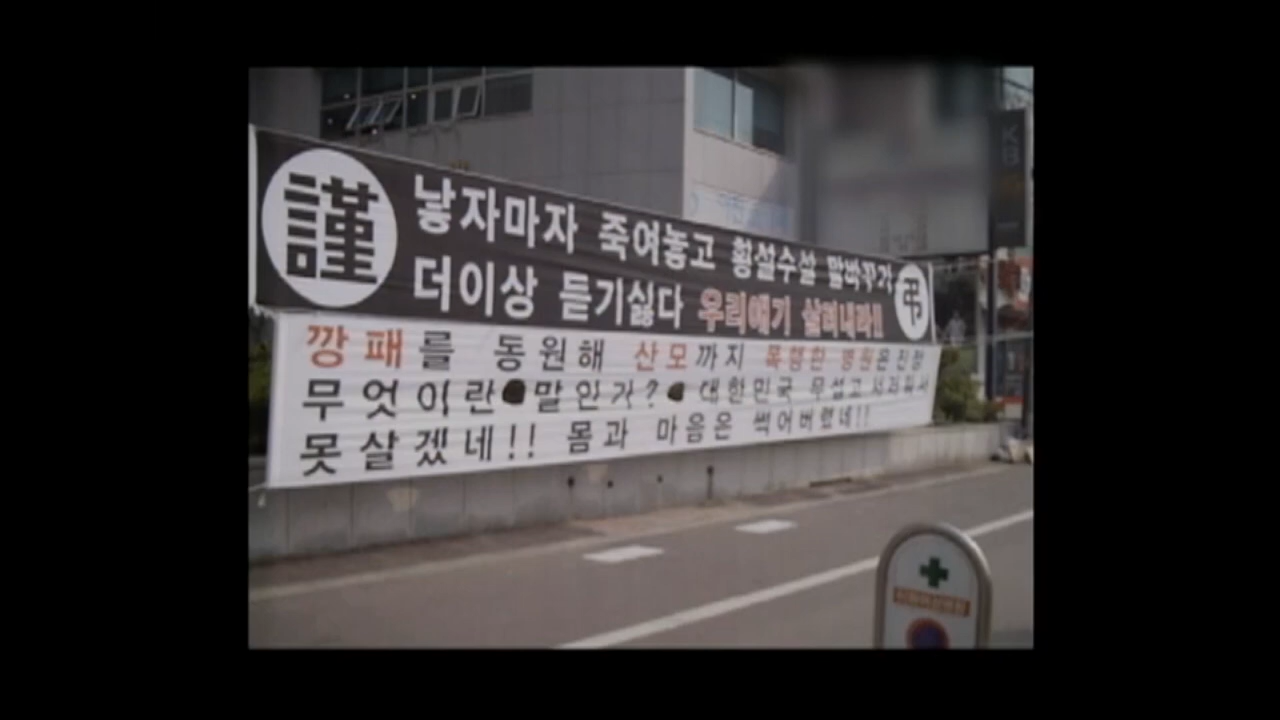 謹 낳자마자 죽여놓고 횡설수설 말바꾸기 弔
더이상 듣기싫다 우리애기 살려내라!!
깡패를 동원해 산모까지 폭행한 병원은 진정
무엇이란 말인가? 대한민국 무섭고 서러워서
못살겠네!! 몸과 마음은 썩어버렸네!!